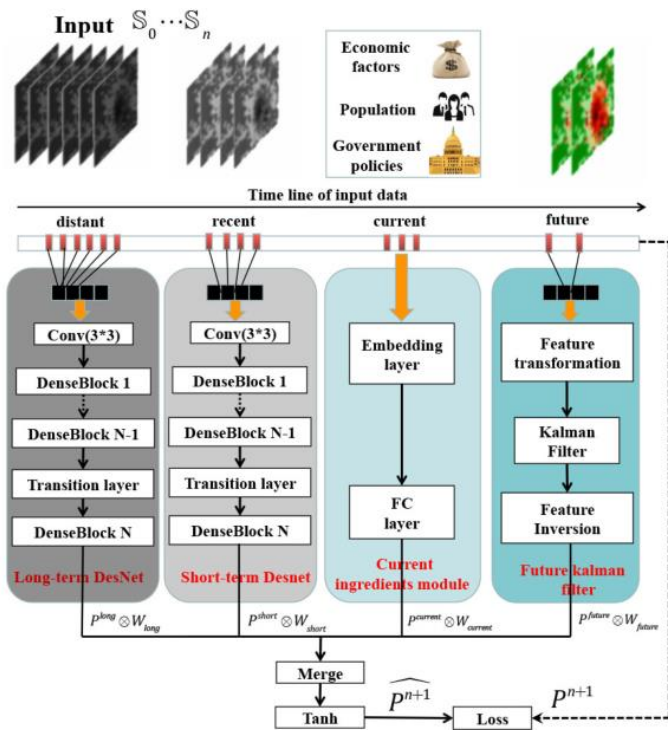 Input 𝕊₀⋯𝕊ₙ
Economic
factors
Population
Government
policies
Time line of input data
distant
recent
current
future
Conv(3*3)
DenseBlock 1
DenseBlock N-1
Transition layer
DenseBlock N
Long-term DesNet
Conv(3*3)
DenseBlock 1
DenseBlock N-1
Transition layer
DenseBlock N
Short-term Desnet
Embedding
layer
FC
layer
Current
ingredients module
Feature
transformation
Kalman
Filter
Feature
Inversion
Future kalman
filter
P^long ⊗ W_long
P^short ⊗ W_short
P^current ⊗ W_current
P^future ⊗ W_future
Merge
Tanh
\widehat{P^{n+1}}
Loss
P^{n+1}